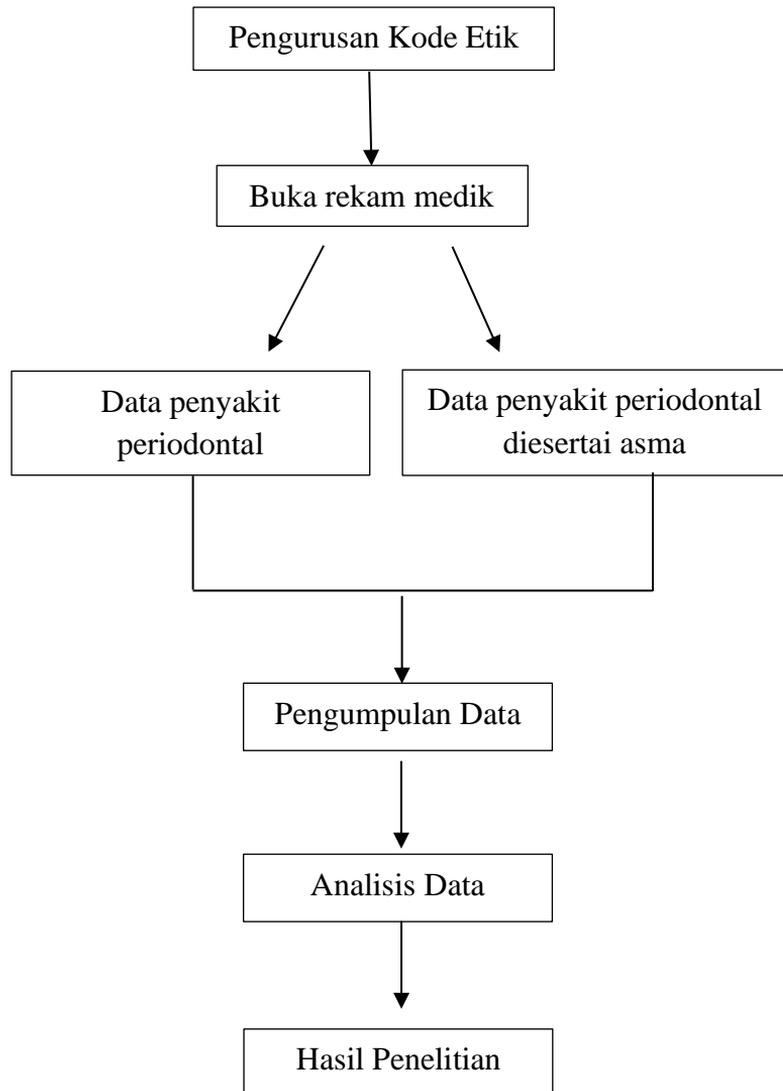 Pengurusan Kode Etik
Buka rekam medik
Data penyakit
periodontal
Data penyakit periodontal
diesertai asma
Pengumpulan Data
Analisis Data
Hasil Penelitian